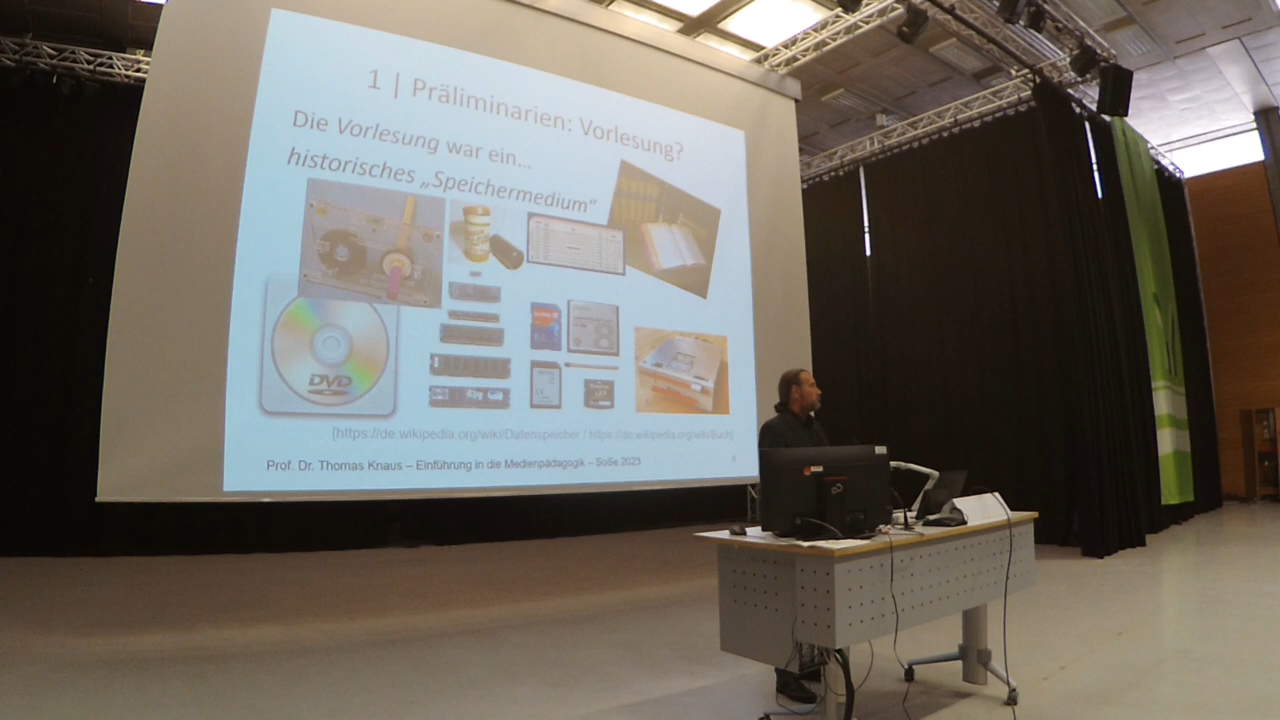 1 | Präliminarien: Vorlesung?
Die Vorlesung war ein...
historisches „Speichermedium“
DVD
8
[https://de.wikipedia.org/wiki/Datenspeicher / https://de.wikipedia.org/wiki/Buch]
Prof. Dr. Thomas Knaus – Einführung in die Medienpädagogik – SoSe 2023